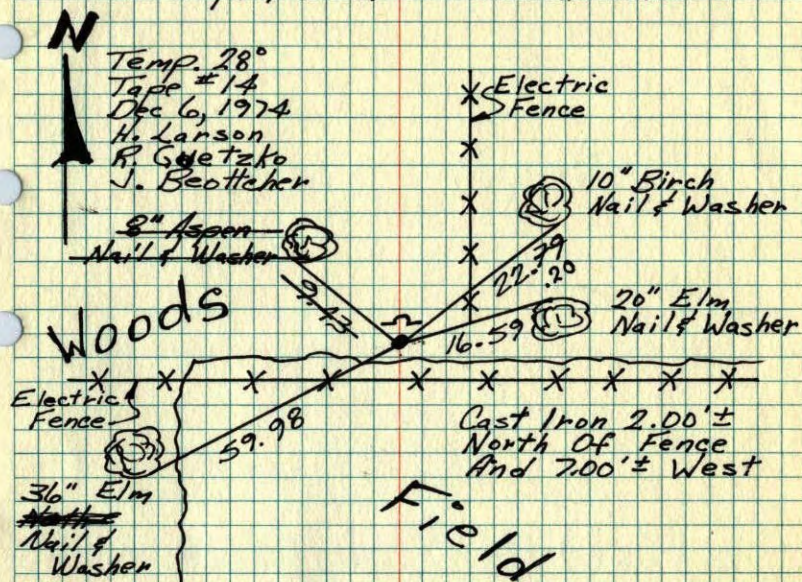 N
Temp. 28°
Tape #14
Dec 6, 1974
H. Larson
R. Goetzko
J. Beottcher
Electric
Fence
10" Birch
Nail & Washer
8" Aspen
Nail & Washer
22.79
.20
9.43
20" Elm
Nail & Washer
16.59
Woods
Electric
Fence
59.98
Cast Iron 2.00'±
North Of Fence
And 7.00'± West
36" Elm
Nail &
Washer
Field